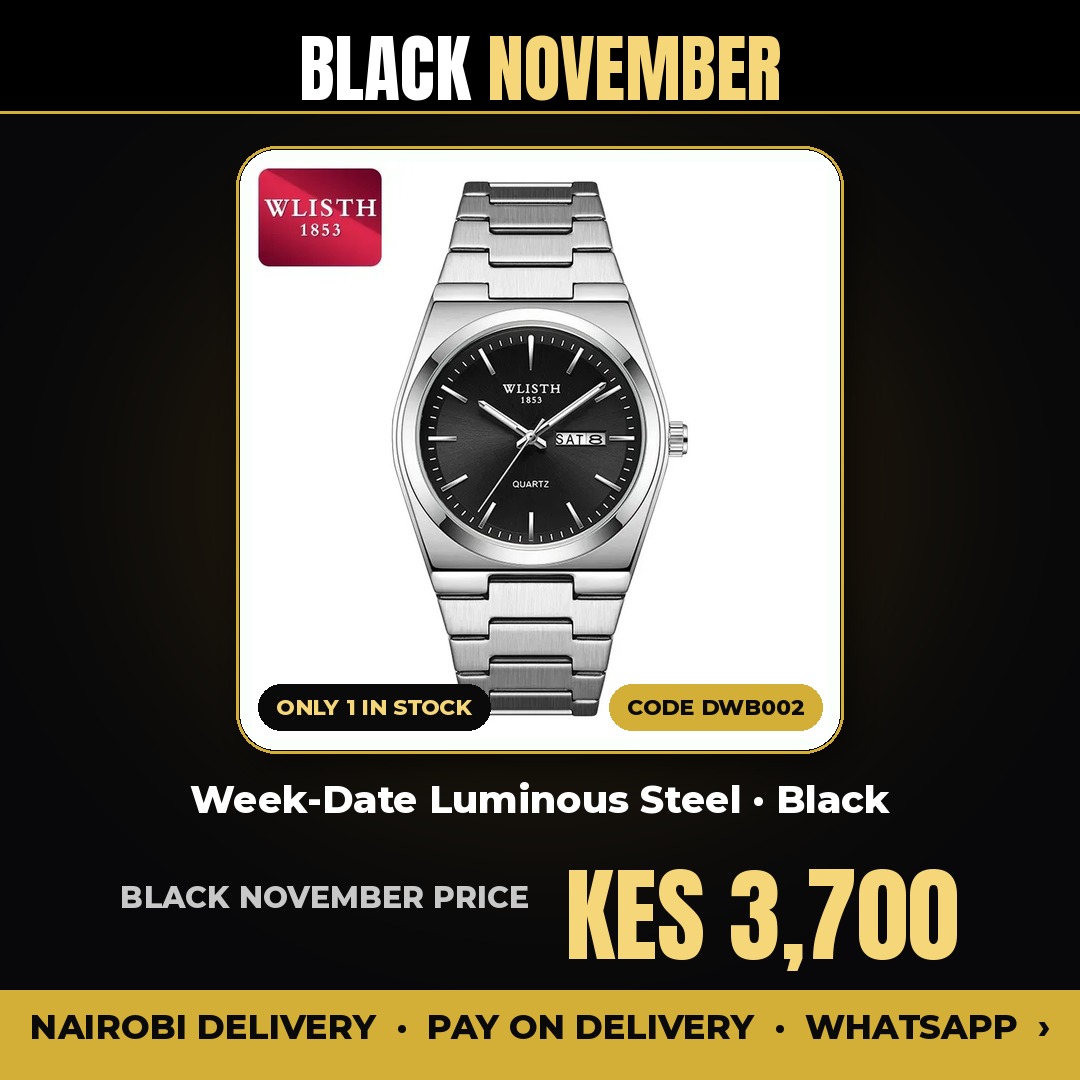 BLACK NOVEMBER
WLISTH
1853
WLISTH
1853
SAT 8
QUARTZ
ONLY 1 IN STOCK
CODE DWB002
Week-Date Luminous Steel • Black
BLACK NOVEMBER PRICE
KES 3,700
NAIROBI DELIVERY • PAY ON DELIVERY • WHATSAPP ›